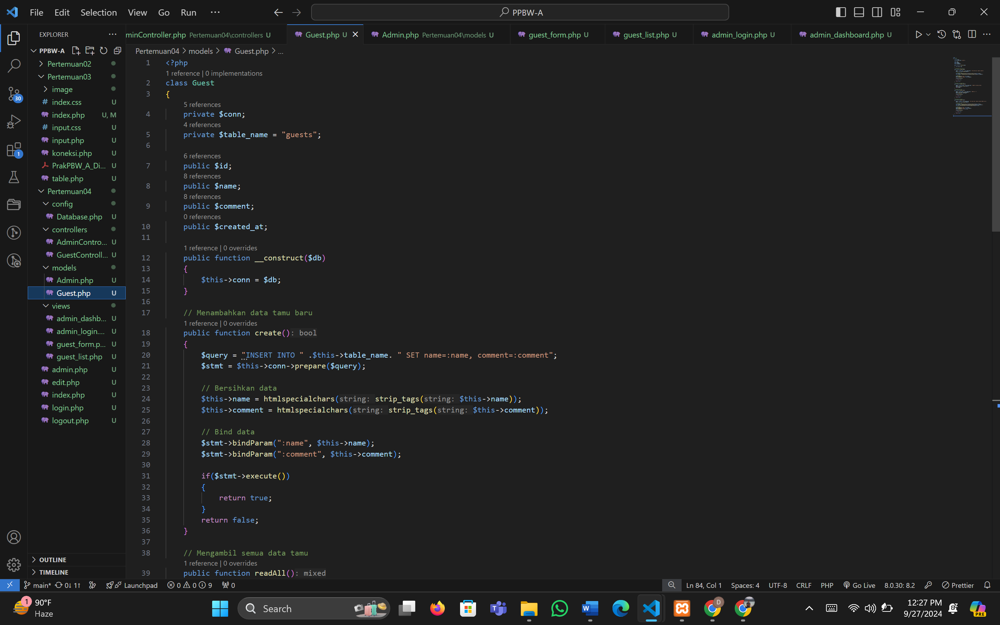 File Edit Selection View Go Run ··· PPBW-A
EXPLORER ···
PPBW-A
Pertemuan02
Pertemuan03
image
# index.css U
index.php U, M
# input.css U
input.php U
koneksi.php U
PrakPBW_A_Di... U
table.php U
Pertemuan04
config
Database.php U
controllers
AdminContro... U
GuestControll... U
models
Admin.php U
Guest.php U
views
admin_dashb... U
admin_login.... U
guest_form.p... U
guest_list.php U
admin.php U
edit.php U
index.php U
login.php U
logout.php U
OUTLINE
TIMELINE
30
1
minController.php Pertemuan04\controllers U Guest.php U Admin.php Pertemuan04\models U guest_form.php U guest_list.php U admin_login.php U admin_dashboard.php U ···
Pertemuan04 > models > Guest.php > ...
1 <?php
1 reference | 0 implementations
2 class Guest
3 {
5 references
4 private $conn;
4 references
5 private $table_name = "guests";
6
6 references
7 public $id;
8 references
8 public $name;
8 references
9 public $comment;
0 references
10 public $created_at;
11
1 reference | 0 overrides
12 public function __construct($db)
13 {
14 $this->conn = $db;
15 }
16
17 // Menambahkan data tamu baru
1 reference | 0 overrides
18 public function create(): bool
19 {
20 $query = "INSERT INTO " .$this->table_name. " SET name=:name, comment=:comment";
21 $stmt = $this->conn->prepare($query);
22
23 // Bersihkan data
24 $this->name = htmlspecialchars(string: strip_tags(string: $this->name));
25 $this->comment = htmlspecialchars(string: strip_tags(string: $this->comment));
26
27 // Bind data
28 $stmt->bindParam(":name", $this->name);
29 $stmt->bindParam(":comment", $this->comment);
30
31 if($stmt->execute())
32 {
33 return true;
34 }
35 return false;
36 }
37
38 // Mengambil semua data tamu
1 reference | 0 overrides
39 public function readAll(): mixed
main* 0↓ 1↑ Launchpad 0 0 9 0 Ln 84, Col 1 Spaces: 4 UTF-8 CRLF PHP Go Live 8.0.30: 8.2 Prettier
1 90°F
Haze
Search
T W D PRE
12:27 PM
9/27/2024